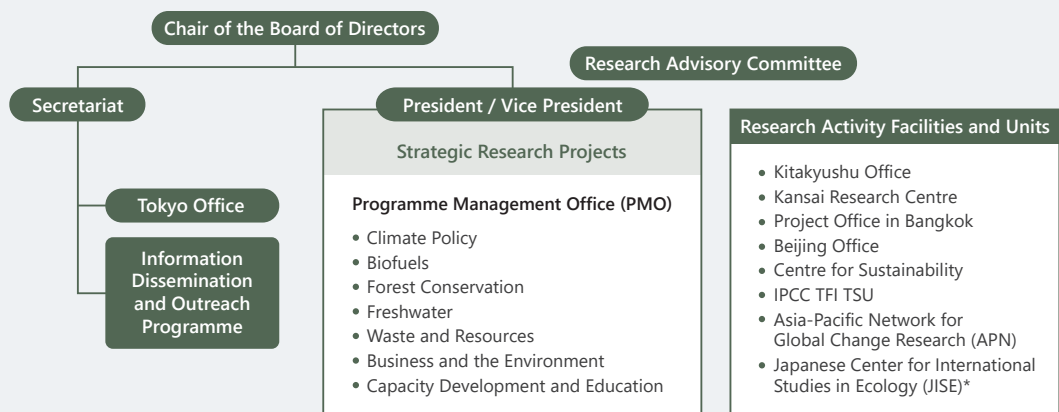 Chair of the Board of Directors
Research Advisory Committee
Secretariat
President / Vice President
Research Activity Facilities and Units
Strategic Research Projects
Tokyo Office
Information
Dissemination
and Outreach
Programme
Programme Management Office (PMO)
• Climate Policy
• Biofuels
• Forest Conservation
• Freshwater
• Waste and Resources
• Business and the Environment
• Capacity Development and Education
• Kitakyushu Office
• Kansai Research Centre
• Project Office in Bangkok
• Beijing Office
• Centre for Sustainability
• IPCC TFI TSU
• Asia-Pacific Network for
Global Change Research (APN)
• Japanese Center for International
Studies in Ecology (JISE)*